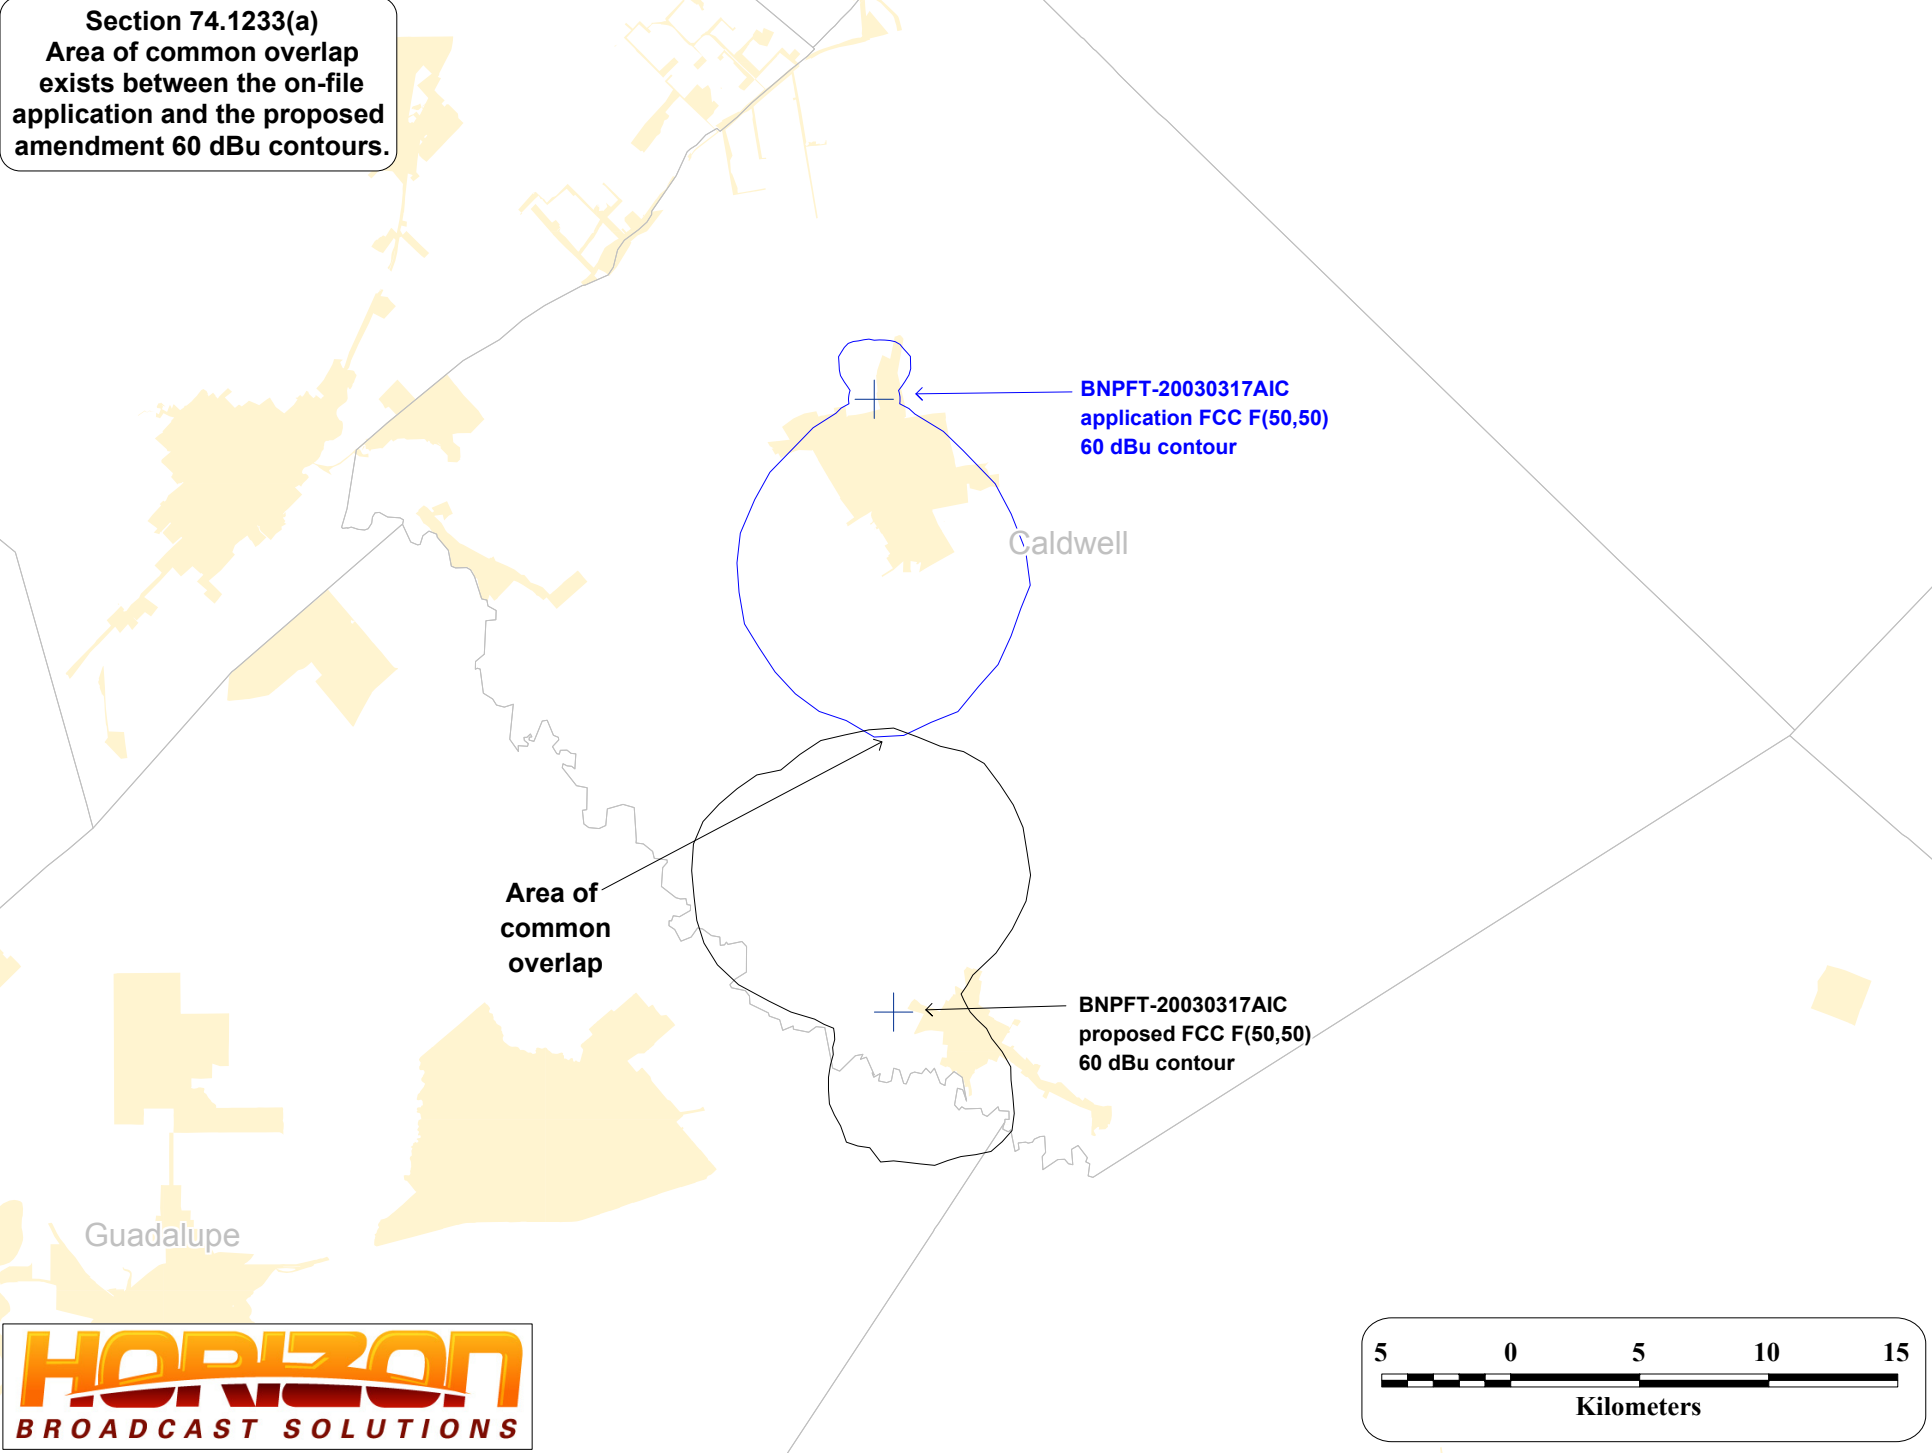 Section 74.1233(a)
Area of common overlap
exists between the on-file
application and the proposed
amendment 60 dBu contours.
BNPFT-20030317AIC
application FCC F(50,50)
60 dBu contour
Caldwell
Area of
common
overlap
BNPFT-20030317AIC
proposed FCC F(50,50)
60 dBu contour
Guadalupe
HORIZON
BROADCAST SOLUTIONS
5 0 5 10 15
Kilometers